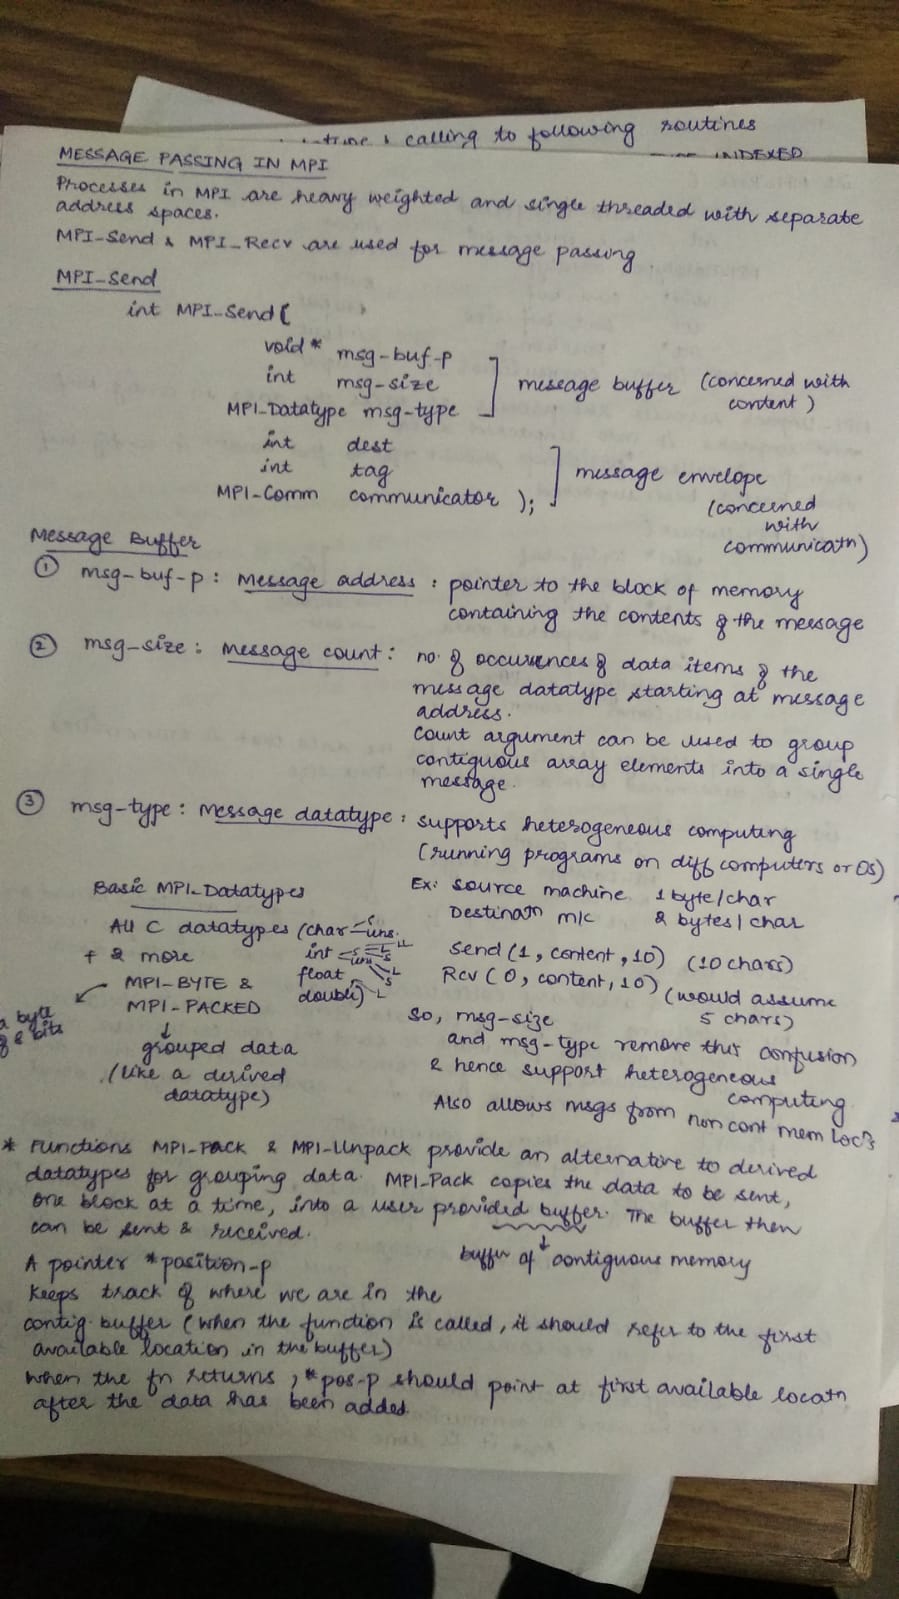 calling to following routines
INDEXED
MESSAGE PASSING IN MPI
Processes in MPI are heavy weighted and single threaded with separate
address spaces.
MPI-Send & MPI_Recv are used for message passing
MPI-Send
int MPI-Send (
void * msg-buf-p
int msg-size
MPI-Datatype msg-type
message buffer (concerned with
content)
int dest
int tag
MPI-Comm communicator );
message envelope
(concerned
with
communicatn)
Message Buffer
① msg-buf-p : Message address : pointer to the block of memory
containing the contents of the message
② msg-size : Message count : no. of occurences of data items of the
message datatype starting at message
address.
Count argument can be used to group
contiguous array elements into a single
message.
③ msg-type : Message datatype : supports heterogeneous computing
(running programs on diff computers or OS)
Ex: source machine 1 byte/char
Destinatn m/c 2 bytes/char
Send (1, content, 10) (10 chars)
Rcv (0, content, 10) (would assume
5 chars)
So, msg-size
and msg-type remove this confusion
& hence support heterogeneous
computing.
Also allows msgs from non cont mem loc's
Basic MPI-Datatypes
All C datatypes (char
int
float
double)
+ 2 more
MPI-BYTE &
MPI-PACKED
a byte
of 8 bits
grouped data
(like a derived
datatype)
* Functions MPI-Pack & MPI-Unpack provide an alternative to derived
datatypes for grouping data. MPI-Pack copies the data to be sent,
one block at a time, into a user provided buffer. The buffer then
can be sent & received.
buffer of contiguous memory
A pointer *position-p
keeps track of where we are in the
contig. buffer (when the function is called, it should refer to the first
available location in the buffer)
When the fn returns, *pos-p should point at first available locatn
after the data has been added.